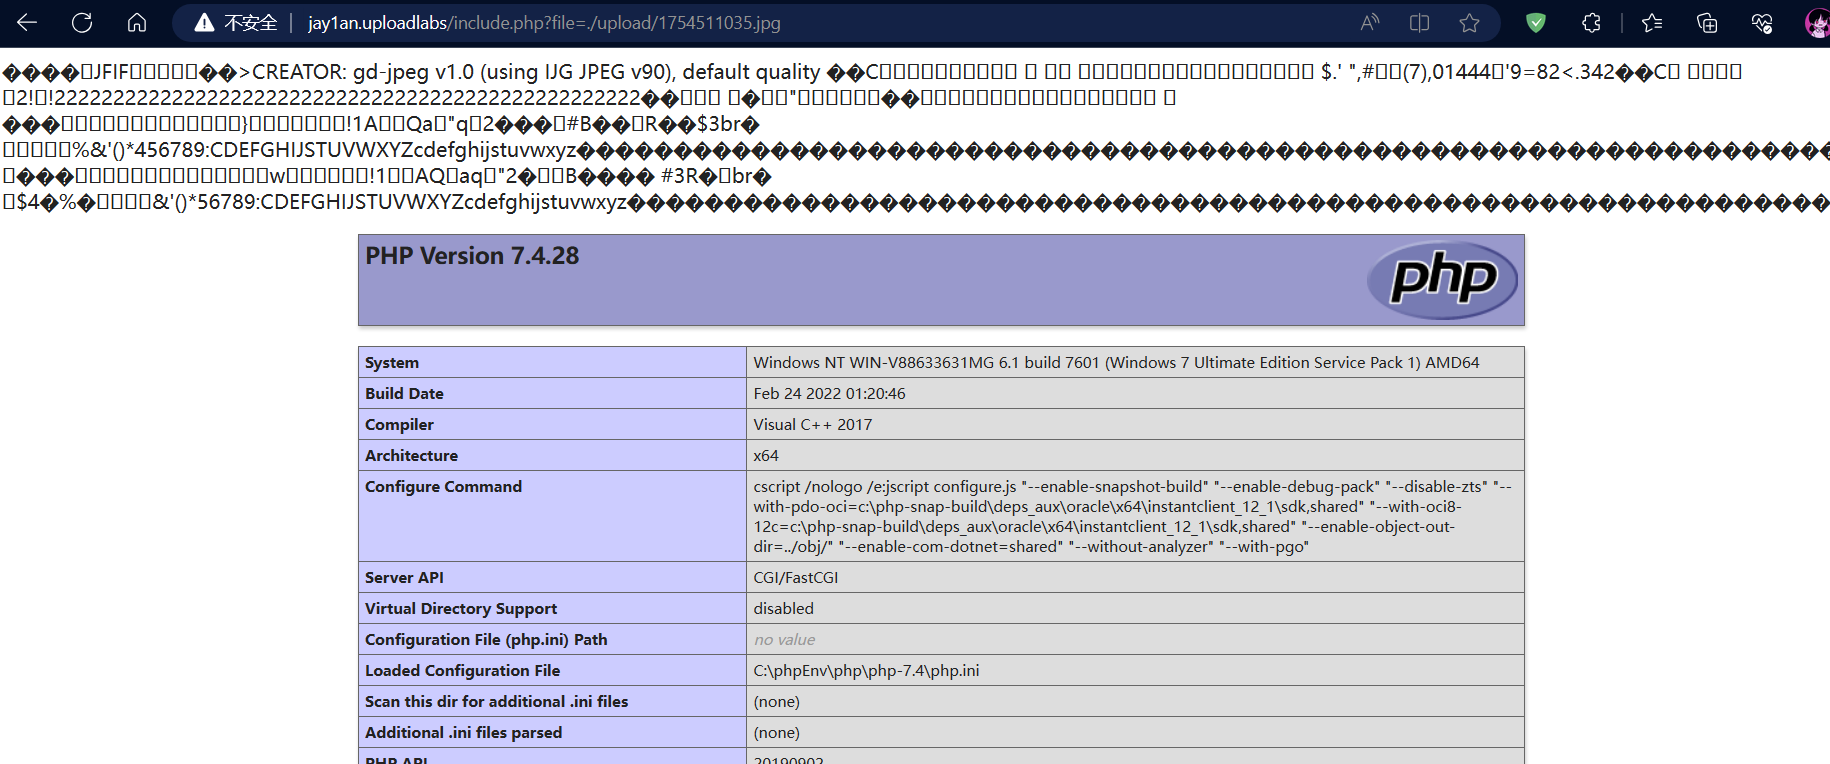 不安全 jay1an.uploadlabs/include.php?file=./upload/1754511035.jpg
JFIF >CREATOR: gd-jpeg v1.0 (using IJG JPEG v90), default quality C $.' ",# (7),01444 '9=82<.342 C
2! !22222222222222222222222222222222222222222222222222 "
} !1A Qa "q 2 #B R $3br
%&'()*456789:CDEFGHIJSTUVWXYZcdefghijstuvwxyz
w !1 AQ aq "2 B #3R br
$4 % &'()*56789:CDEFGHIJSTUVWXYZcdefghijstuvwxyz
PHP Version 7.4.28
php
System Windows NT WIN-V88633631MG 6.1 build 7601 (Windows 7 Ultimate Edition Service Pack 1) AMD64
Build Date Feb 24 2022 01:20:46
Compiler Visual C++ 2017
Architecture x64
Configure Command cscript /nologo /e:jscript configure.js "--enable-snapshot-build" "--enable-debug-pack" "--disable-zts" "--
with-pdo-oci=c:\php-snap-build\deps_aux\oracle\x64\instantclient_12_1\sdk,shared" "--with-oci8-
12c=c:\php-snap-build\deps_aux\oracle\x64\instantclient_12_1\sdk,shared" "--enable-object-out-
dir=../obj/" "--enable-com-dotnet=shared" "--without-analyzer" "--with-pgo"
Server API CGI/FastCGI
Virtual Directory Support disabled
Configuration File (php.ini) Path no value
Loaded Configuration File C:\phpEnv\php\php-7.4\php.ini
Scan this dir for additional .ini files (none)
Additional .ini files parsed (none)
PHP API 20190902